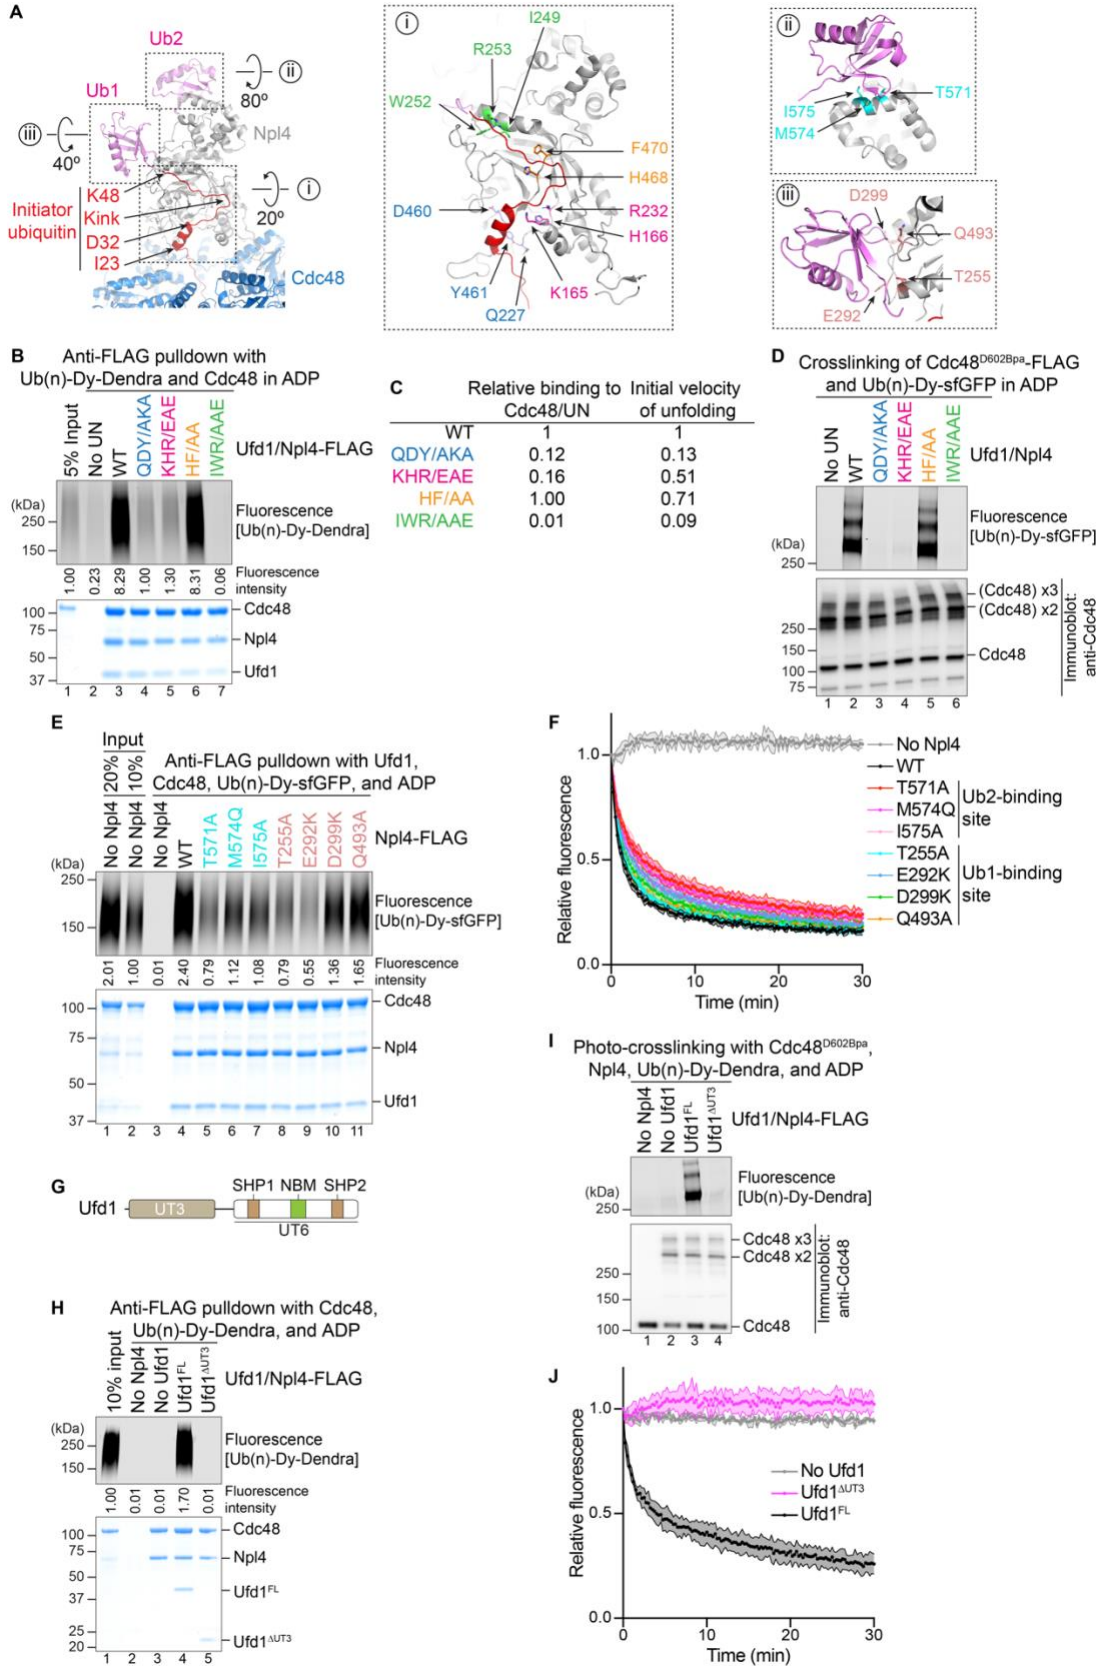 A
Ub2
Ub1
ii
80º
iii
40º
Npl4
K48
Kink
Initiator
ubiquitin
D32
I23
i
20º
Cdc48
i
I249
R253
W252
F470
H468
D460
R232
H166
Y461
K165
Q227
ii
T571
I575
M574
iii
D299
Q493
T255
E292
B
Anti-FLAG pulldown with
Ub(n)-Dy-Dendra and Cdc48 in ADP
5% Input
No UN
WT
QDY/AKA
KHR/EAE
HF/AA
IWR/AAE
Ufd1/Npl4-FLAG
(kDa)
250
150
Fluorescence
[Ub(n)-Dy-Dendra]
1.00 0.23 8.29 1.00 1.30 8.31 0.06
Fluorescence
intensity
100
75
50
37
Cdc48
Npl4
Ufd1
1 2 3 4 5 6 7
C
Relative binding to Initial velocity
Cdc48/UN of unfolding
WT 1 1
QDY/AKA 0.12 0.13
KHR/EAE 0.16 0.51
HF/AA 1.00 0.71
IWR/AAE 0.01 0.09
D
Crosslinking of Cdc48D602Bpa-FLAG
and Ub(n)-Dy-sfGFP in ADP
No UN
WT
QDY/AKA
KHR/EAE
HF/AA
IWR/AAE
Ufd1/Npl4
(kDa)
250
Fluorescence
[Ub(n)-Dy-sfGFP]
250
150
100
75
(Cdc48) x3
(Cdc48) x2
Cdc48
Immunoblot:
anti-Cdc48
1 2 3 4 5 6
E
Input
Anti-FLAG pulldown with Ufd1,
Cdc48, Ub(n)-Dy-sfGFP, and ADP
No Npl4 20%
No Npl4 10%
No Npl4
WT
T571A
M574Q
I575A
T255A
E292K
D299K
Q493A
Npl4-FLAG
(kDa)
250
150
Fluorescence
[Ub(n)-Dy-sfGFP]
2.01 1.00 0.01 2.40 0.79 1.12 1.08 0.79 0.55 1.36 1.65
Fluorescence
intensity
100
75
50
37
Cdc48
Npl4
Ufd1
1 2 3 4 5 6 7 8 9 10 11
F
Relative fluorescence
1.0
0.5
0.0
0 10 20 30
Time (min)
No Npl4
WT
T571A
M574Q
I575A
Ub2-binding
site
T255A
E292K
D299K
Q493A
Ub1-binding
site
G
Ufd1
UT3
SHP1 NBM SHP2
UT6
H
Anti-FLAG pulldown with Cdc48,
Ub(n)-Dy-Dendra, and ADP
10% input
No Npl4
No Ufd1
Ufd1FL
Ufd1ΔUT3
Ufd1/Npl4-FLAG
(kDa)
250
150
Fluorescence
[Ub(n)-Dy-Dendra]
1.00 0.01 0.01 1.70 0.01
Fluorescence
intensity
100
75
50
37
25
20
Cdc48
Npl4
Ufd1FL
Ufd1ΔUT3
1 2 3 4 5
I
Photo-crosslinking with Cdc48D602Bpa,
Npl4, Ub(n)-Dy-Dendra, and ADP
No Npl4
No Ufd1
Ufd1FL
Ufd1ΔUT3
Ufd1/Npl4-FLAG
(kDa)
250
Fluorescence
[Ub(n)-Dy-Dendra]
250
150
100
Cdc48 x3
Cdc48 x2
Cdc48
Immunoblot:
anti-Cdc48
1 2 3 4
J
Relative fluorescence
1.0
0.5
0.0
0 10 20 30
Time (min)
No Ufd1
Ufd1ΔUT3
Ufd1FL